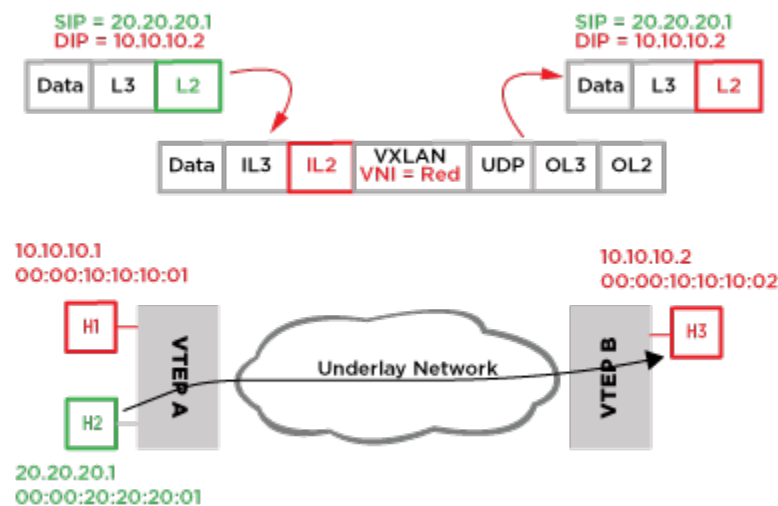 SIP = 20.20.20.1
DIP = 10.10.10.2
Data L3 L2
SIP = 20.20.20.1
DIP = 10.10.10.2
Data L3 L2
Data IL3 IL2 VXLAN UDP OL3 OL2
VNI = Red
10.10.10.1
00:00:10:10:10:01
10.10.10.2
00:00:10:10:10:02
H1
VTEP A
Underlay Network
VTEP B
H3
H2
20.20.20.1
00:00:20:20:20:01